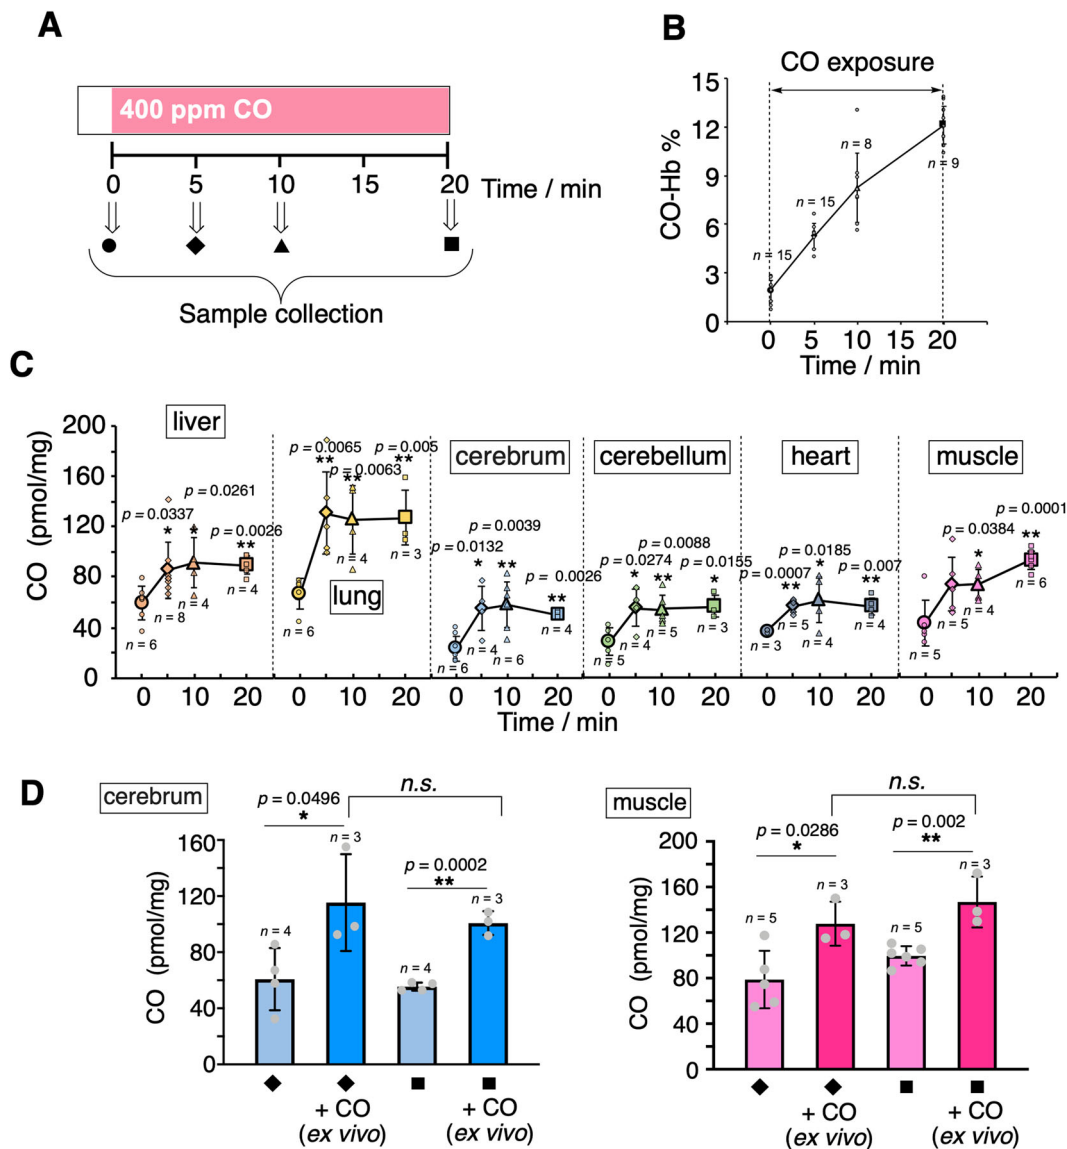 A
400 ppm CO
0 5 10 15 20 Time / min
Sample collection
B
CO exposure
CO-Hb %
15
12
9
6
3
0
n = 15
n = 15
n = 8
n = 9
0 5 10 15 20
Time / min
C
CO (pmol/mg)
200
160
120
80
40
0
liver
p = 0.0337
*
p = 0.0261
*
p = 0.0026
**
n = 6
n = 8
n = 4
n = 4
0 10 20
lung
p = 0.0065
**
p = 0.0063
**
p = 0.005
**
n = 6
n = 4
n = 3
0 10 20
cerebrum
p = 0.0132
*
p = 0.0039
**
p = 0.0026
**
n = 6
n = 4
n = 6
n = 4
0 10 20
cerebellum
p = 0.0274
*
p = 0.0088
**
p = 0.0155
*
n = 5
n = 4
n = 5
n = 3
0 10 20
heart
p = 0.0007
**
p = 0.0185
*
p = 0.007
**
n = 3
n = 5
n = 4
n = 4
0 10 20
muscle
p = 0.0384
*
p = 0.0001
**
n = 5
n = 5
n = 4
n = 6
0 10 20
Time / min
D
cerebrum
CO (pmol/mg)
160
120
80
40
0
p = 0.0496
*
n.s.
p = 0.0002
**
n = 4
n = 3
n = 4
n = 3
+ CO
(ex vivo)
+ CO
(ex vivo)
muscle
CO (pmol/mg)
200
160
120
80
40
0
p = 0.0286
*
n.s.
p = 0.002
**
n = 5
n = 3
n = 5
n = 3
+ CO
(ex vivo)
+ CO
(ex vivo)